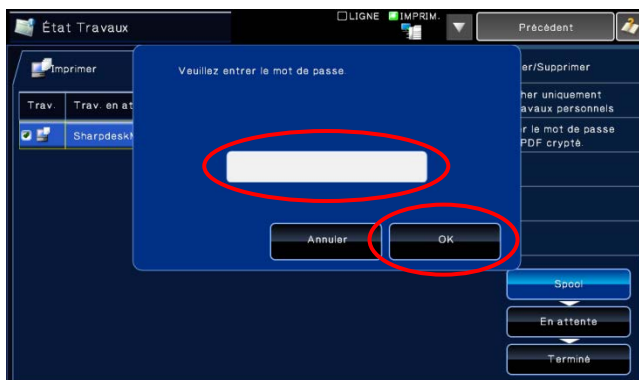 État Travaux
LIGNE
IMPRIM.
Précédent
Imprimer
Veuillez entrer le mot de passe.
er/Supprimer
her uniquement
avaux personnels
Trav.
Trav. en at
r le mot de passe
PDF crypté.
Sharpdesk
Annuler
OK
Spool
En attente
Terminé